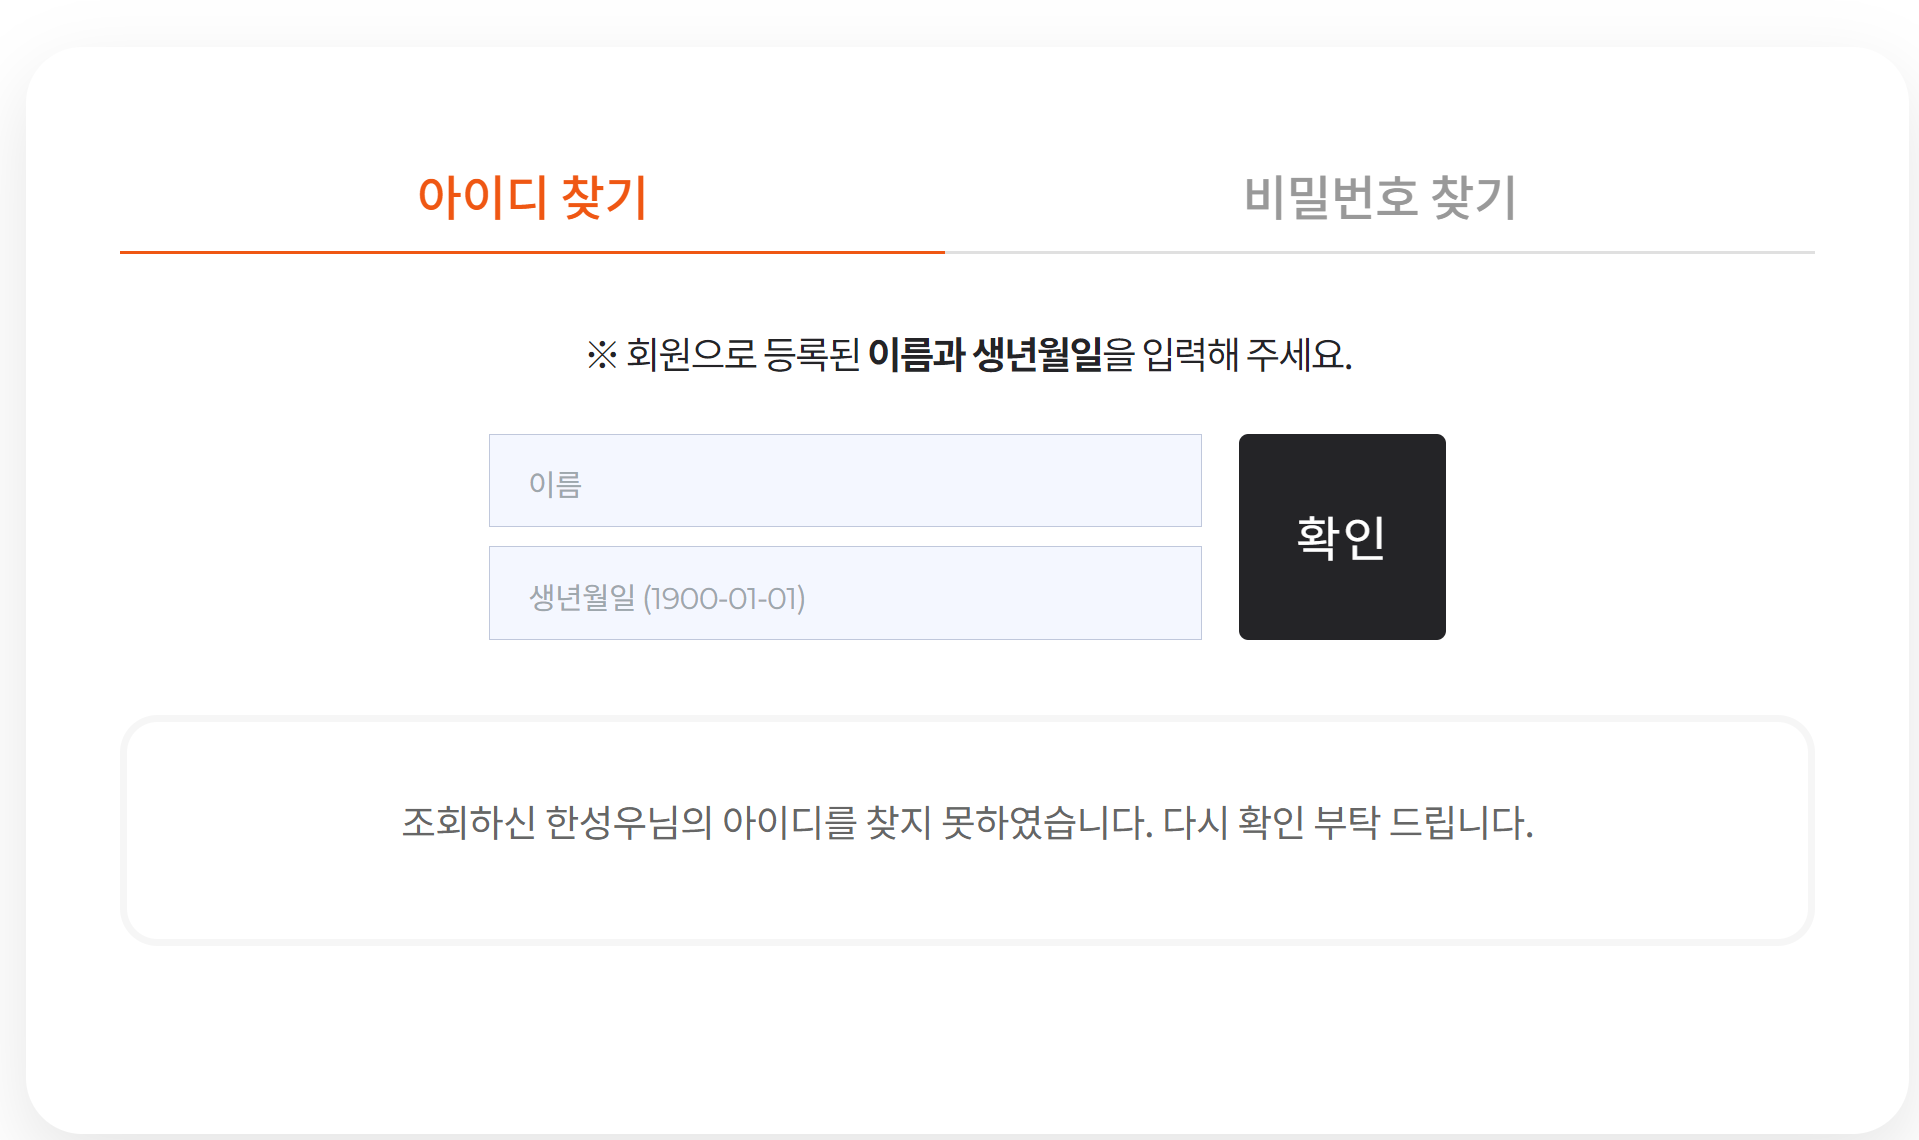 아이디 찾기 비밀번호 찾기
※ 회원으로 등록된 이름과 생년월일을 입력해 주세요.
이름
생년월일 (1900-01-01)
확인
조회하신 한성우님의 아이디를 찾지 못하였습니다. 다시 확인 부탁 드립니다.